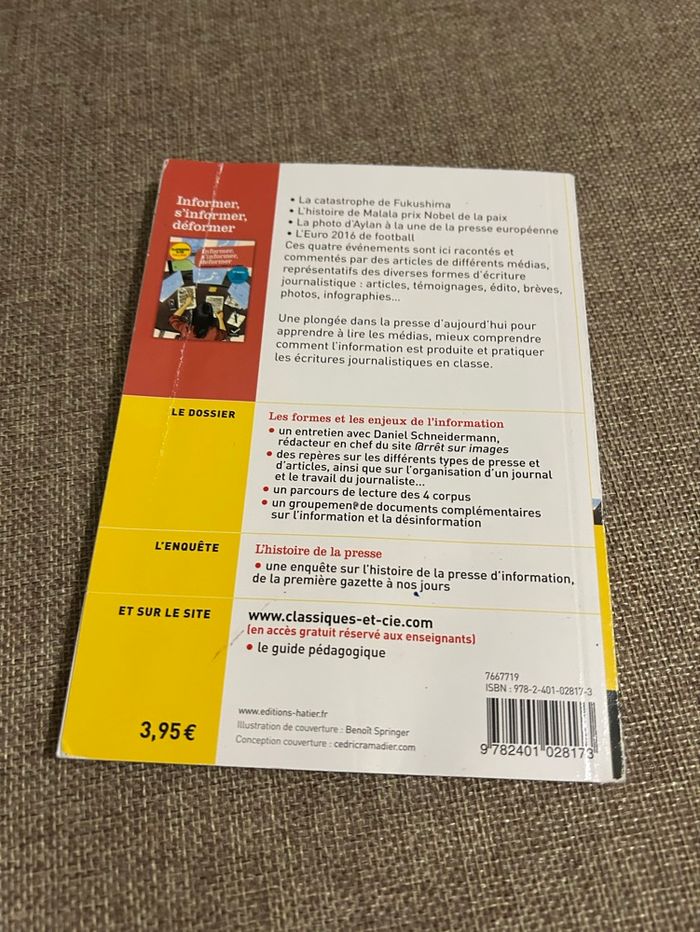 Informer,
s'informer,
déformer
Informer,
s'informer,
déformer
• La catastrophe de Fukushima
• L'histoire de Malala prix Nobel de la paix
• La photo d'Aylan à la une de la presse européenne
• L'Euro 2016 de football
Ces quatre événements sont ici racontés et
commentés par des articles de différents médias,
représentatifs des diverses formes d'écriture
journalistique : articles, témoignages, édito, brèves,
photos, infographies...
Une plongée dans la presse d'aujourd'hui pour
apprendre à lire les médias, mieux comprendre
comment l'information est produite et pratiquer
les écritures journalistiques en classe.
LE DOSSIER
Les formes et les enjeux de l'information
• un entretien avec Daniel Schneidermann,
rédacteur en chef du site @rrêt sur images
• des repères sur les différents types de presse et
d'articles, ainsi que sur l'organisation d'un journal
et le travail du journaliste...
• un parcours de lecture des 4 corpus
• un groupement de documents complémentaires
sur l'information et la désinformation
L'ENQUÊTE
L'histoire de la presse
• une enquête sur l'histoire de la presse d'information,
de la première gazette à nos jours
ET SUR LE SITE
www.classiques-et-cie.com
(en accès gratuit réservé aux enseignants)
• le guide pédagogique
3,95 €
www.editions-hatier.fr
Illustration de couverture : Benoît Springer
Conception couverture : cedricramadier.com
7667719
ISBN : 978-2-401-02817-3
9 782401 028173